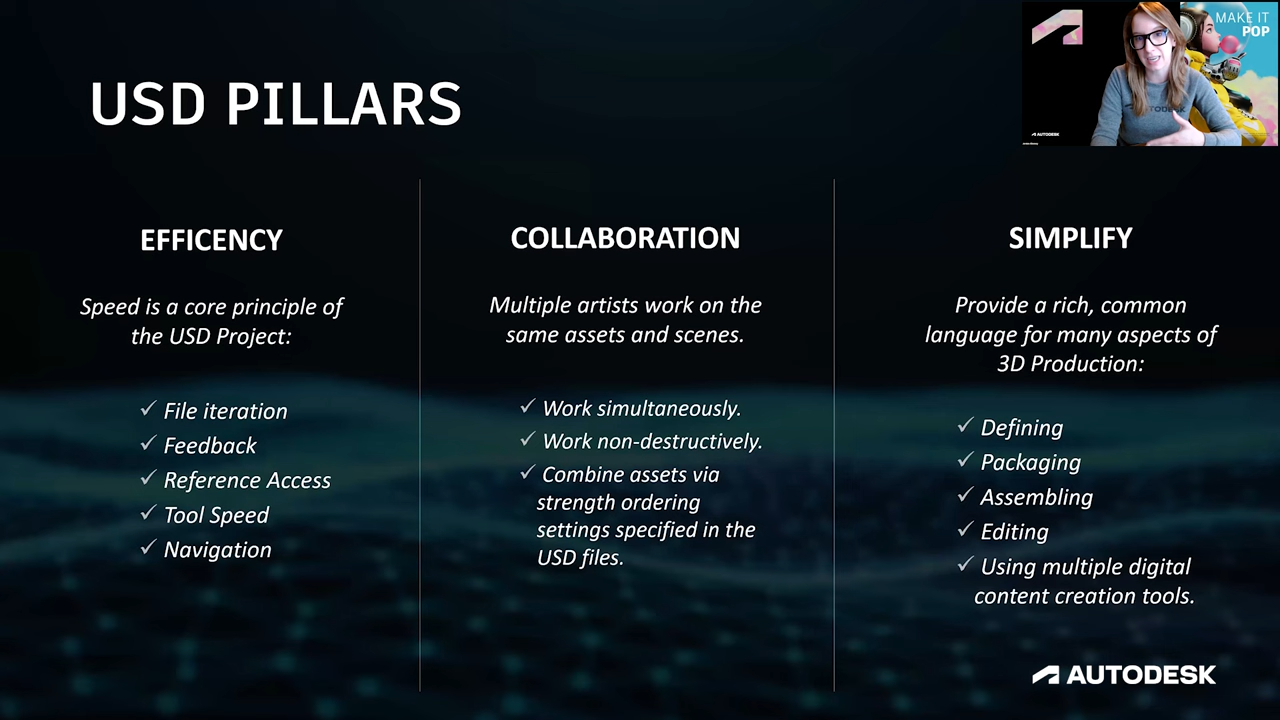 MAKE IT
POP
AUTODESK
AUTODESK
USD PILLARS
EFFICENCY
Speed is a core principle of
the USD Project:
✓ File iteration
✓ Feedback
✓ Reference Access
✓ Tool Speed
✓ Navigation
COLLABORATION
Multiple artists work on the
same assets and scenes.
✓ Work simultaneously.
✓ Work non-destructively.
✓ Combine assets via
strength ordering
settings specified in the
USD files.
SIMPLIFY
Provide a rich, common
language for many aspects of
3D Production:
✓ Defining
✓ Packaging
✓ Assembling
✓ Editing
✓ Using multiple digital
content creation tools.
AUTODESK